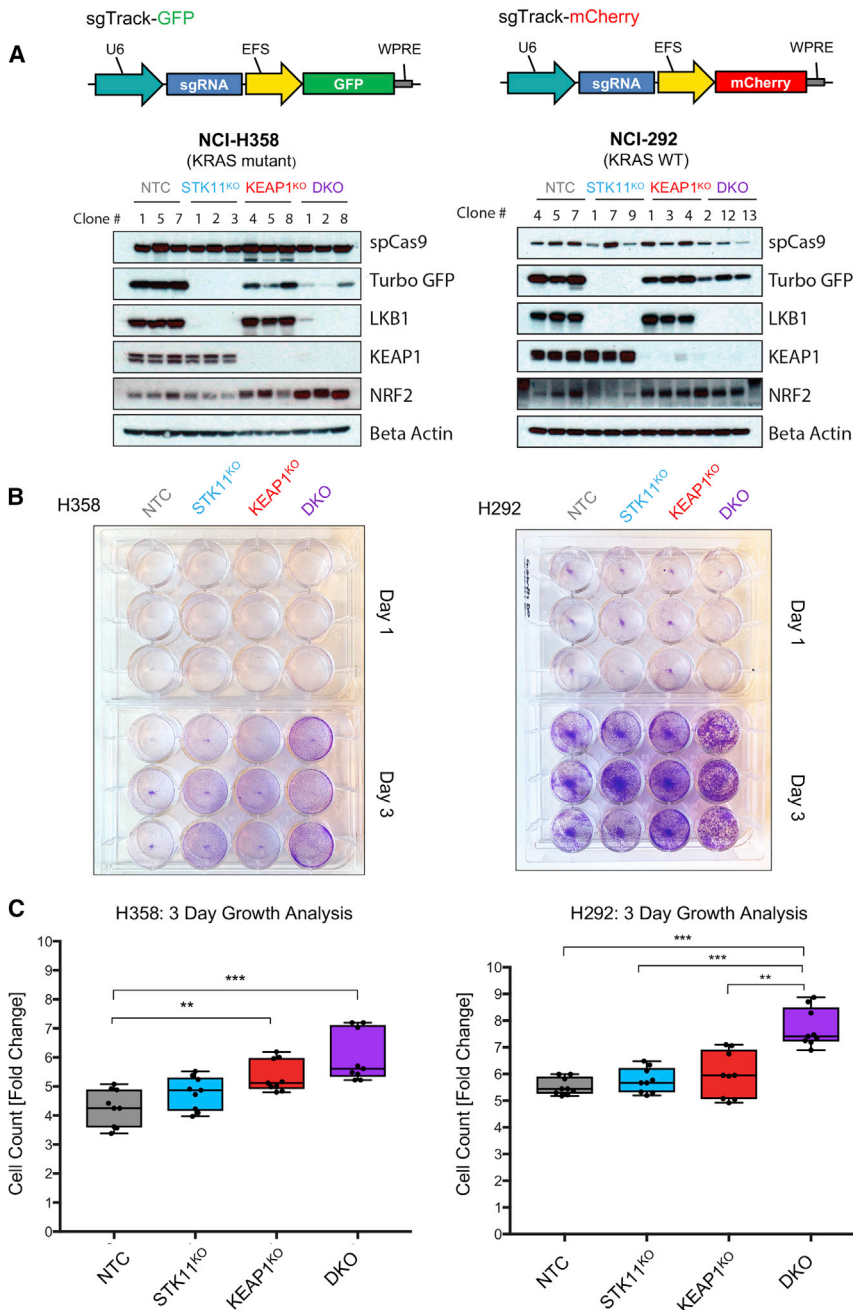 A
sgTrack-GFP
U6
EFS
WPRE
sgRNA
GFP
sgTrack-mCherry
U6
EFS
WPRE
sgRNA
mCherry
NCI-H358
(KRAS mutant)
NTC STK11KO KEAP1KO DKO
Clone # 1 5 7 1 2 3 4 5 8 1 2 8
spCas9
Turbo GFP
LKB1
KEAP1
NRF2
Beta Actin
NCI-292
(KRAS WT)
NTC STK11KO KEAP1KO DKO
Clone # 4 5 7 1 7 9 1 3 4 2 12 13
spCas9
Turbo GFP
LKB1
KEAP1
NRF2
Beta Actin
B
H358
NTC STK11KO KEAP1KO DKO
Day 1
Day 3
H292
NTC STK11KO KEAP1KO DKO
Day 1
Day 3
C
H358: 3 Day Growth Analysis
Cell Count [Fold Change]
10
9
8
7
6
5
4
3
2
1
0
***
**
NTC STK11KO KEAP1KO DKO
H292: 3 Day Growth Analysis
Cell Count [Fold Change]
10
9
8
7
6
5
4
3
2
1
0
***
***
**
NTC STK11KO KEAP1KO DKO